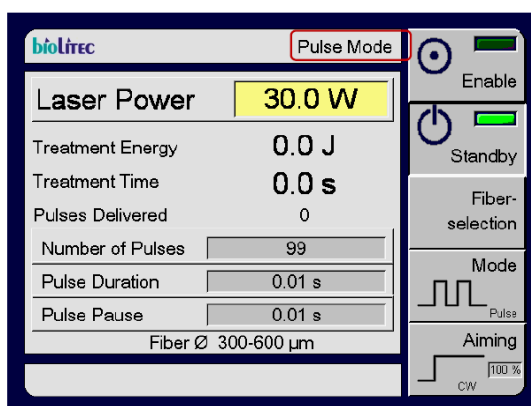 biolitec
Pulse Mode
Laser Power 30.0 W
Treatment Energy 0.0 J
Treatment Time 0.0 s
Pulses Delivered 0
Number of Pulses 99
Pulse Duration 0.01 s
Pulse Pause 0.01 s
Fiber Ø 300-600 µm
Enable
Standby
Fiber-
selection
Mode
Pulse
Aiming
100 %
CW